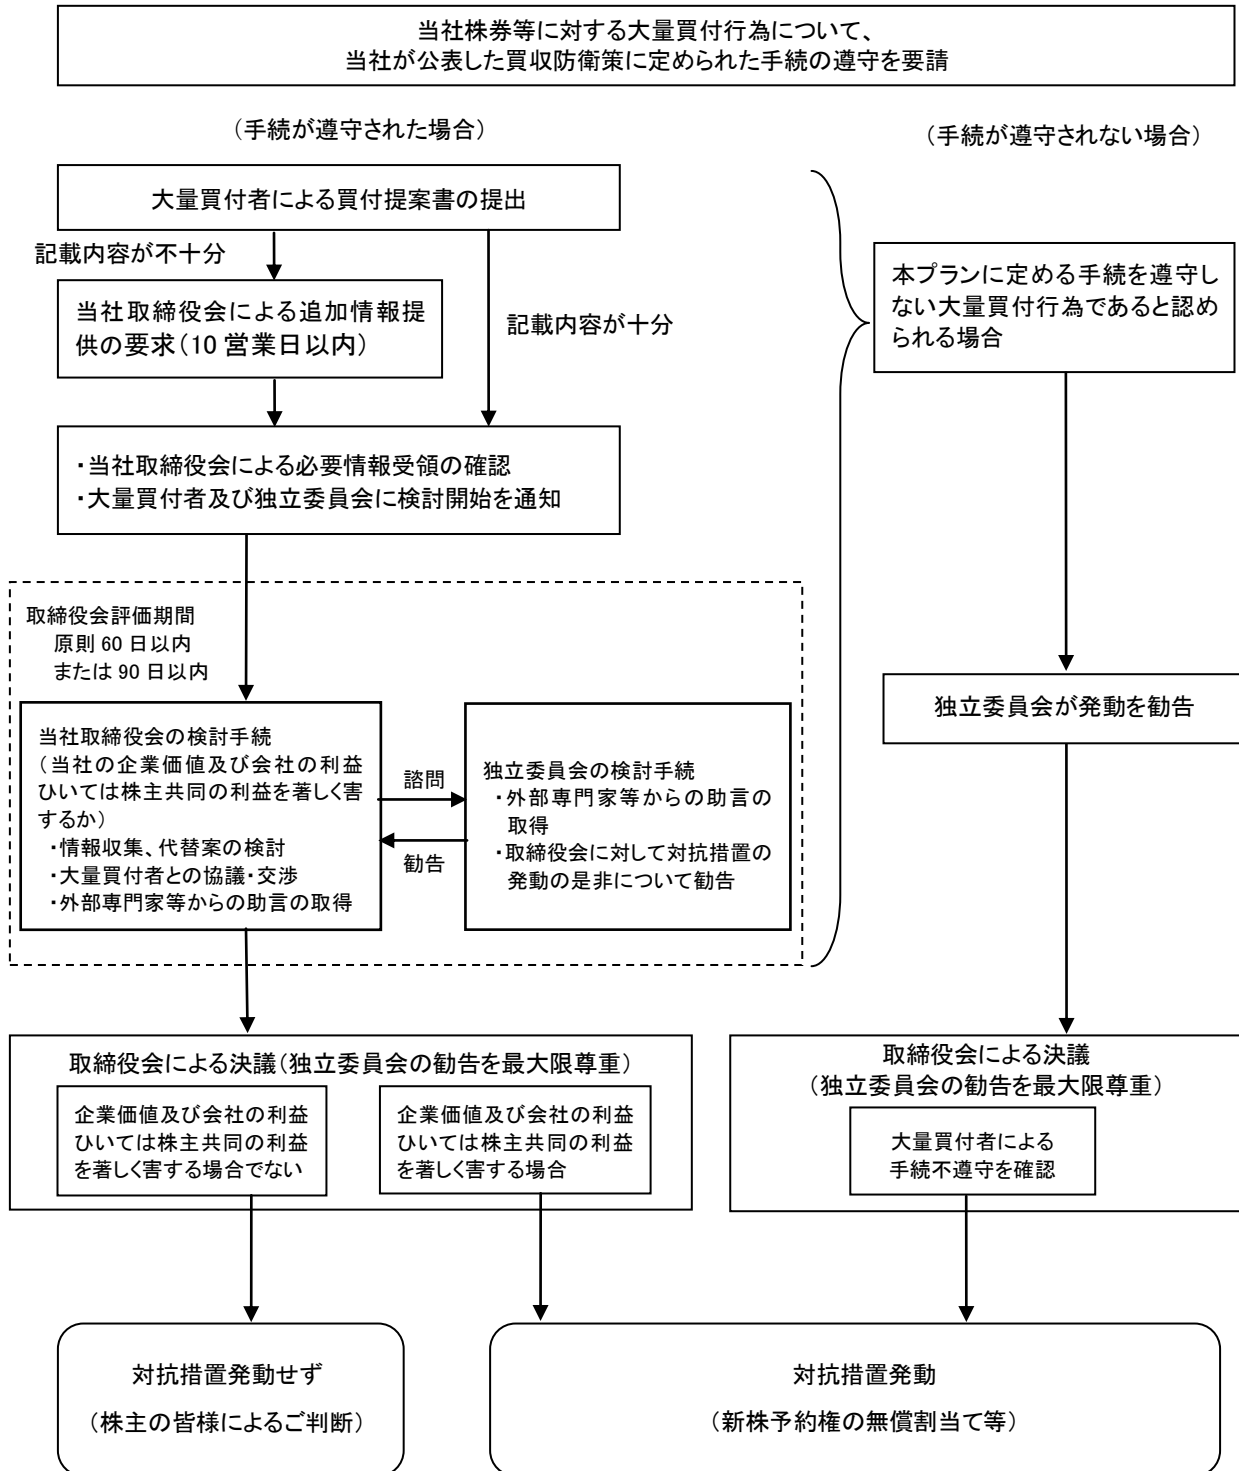 当社株券等に対する大量買付行為について、
当社が公表した買収防衛策に定められた手続の遵守を要請
（手続が遵守された場合）
（手続が遵守されない場合）
大量買付者による買付提案書の提出
記載内容が不十分
当社取締役会による追加情報提
供の要求（10 営業日以内）
記載内容が十分
本プランに定める手続を遵守し
ない大量買付行為であると認め
られる場合
・当社取締役会による必要情報受領の確認
・大量買付者及び独立委員会に検討開始を通知
取締役会評価期間
原則 60 日以内
または 90 日以内
当社取締役会の検討手続
（当社の企業価値及び会社の利益
ひいては株主共同の利益を著しく害
するか）
・情報収集、代替案の検討
・大量買付者との協議・交渉
・外部専門家等からの助言の取得
諮問
勧告
独立委員会の検討手続
・外部専門家等からの助言の
取得
・取締役会に対して対抗措置の
発動の是非について勧告
独立委員会が発動を勧告
取締役会による決議（独立委員会の勧告を最大限尊重）
企業価値及び会社の利益
ひいては株主共同の利益
を著しく害する場合でない
企業価値及び会社の利益
ひいては株主共同の利益
を著しく害する場合
取締役会による決議
（独立委員会の勧告を最大限尊重）
大量買付者による
手続不遵守を確認
対抗措置発動せず
（株主の皆様によるご判断）
対抗措置発動
（新株予約権の無償割当て等）